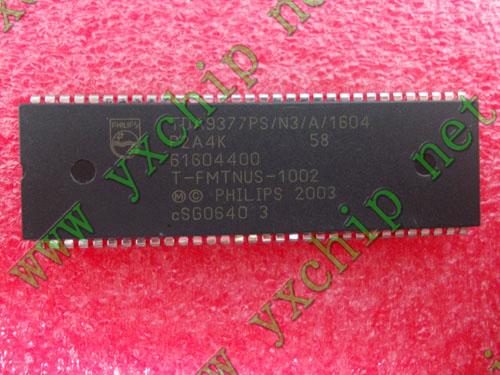 www.yxchip.net
PHILIPS
TDA9377PS/N3/A/1604
P2A4K 58
61604400
T-FMTNUS-1002
Ⓜ© PHILIPS 2003
cSG0640 3
www.yxchip.net
www.yxchip.net